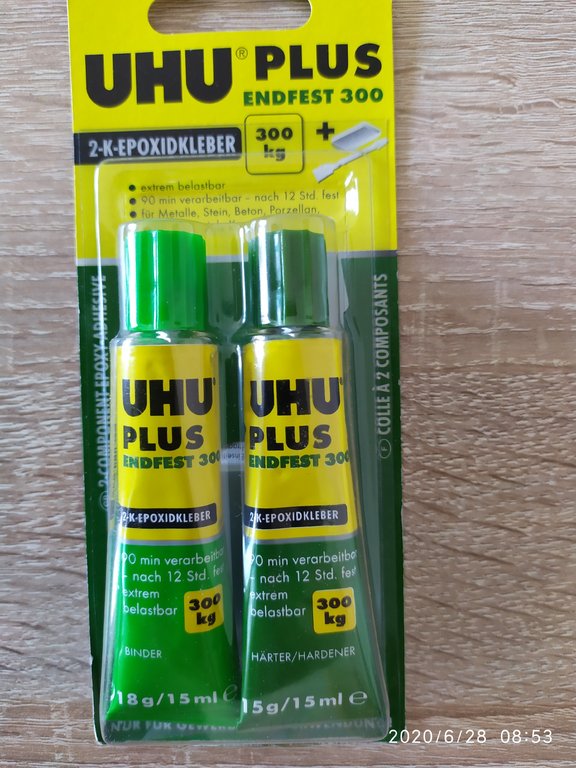 UHU® PLUS
ENDFEST 300
2-K-EPOXIDKLEBER
300
kg
+
• extrem belastbar
• 90 min verarbeitbar - nach 12 Std. fest
• für Metalle, Stein, Beton, Porzellan,
2-COMPONENT EPOXY ADHESIVE
UHU®
PLUS
ENDFEST 300
2-K-EPOXIDKLEBER
90 min verarbeitbar
- nach 12 Std. fest
extrem
belastbar
300
kg
/BINDER
18g/15ml ℮
UHU®
PLUS
ENDFEST 300
2-K-EPOXIDKLEBER
90 min verarbeitbar
- nach 12 Std. fest
extrem
belastbar
300
kg
HÄRTER/HARDENER
15g/15ml ℮
F COLLE À 2 COMPOSANTS
NUR FÜR
2020/6/28 08:53